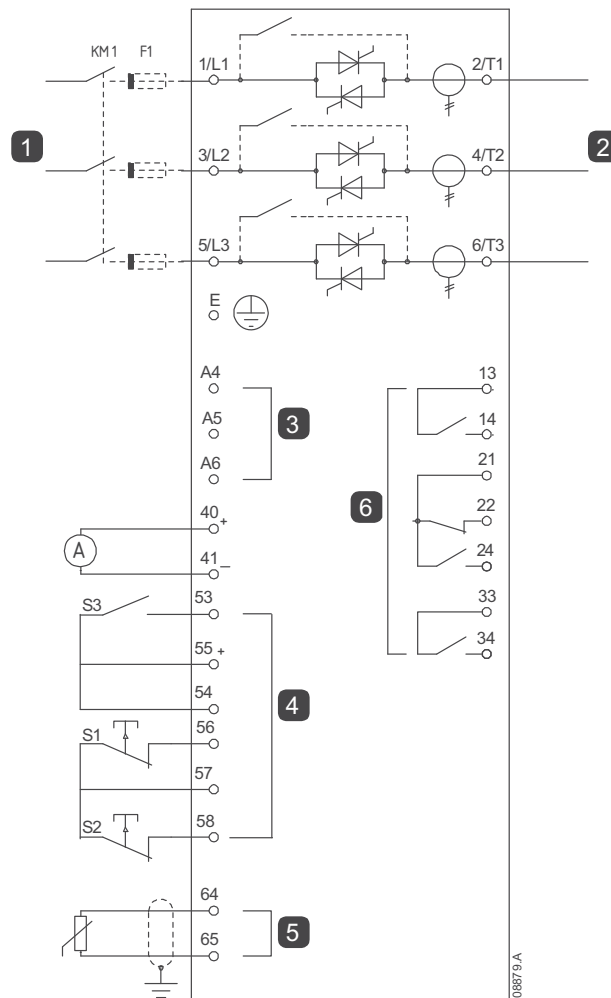 KM1 F1 1/L1 2/T1
1 3/L2 4/T2 2
5/L3 6/T3
E
A4 13
A5 3 14
A6 21
40 + 6 22
A
41 – 24
S3 53 33
55 + 34
54 4
S1 56
57
S2 58
64
65 5
08879.A